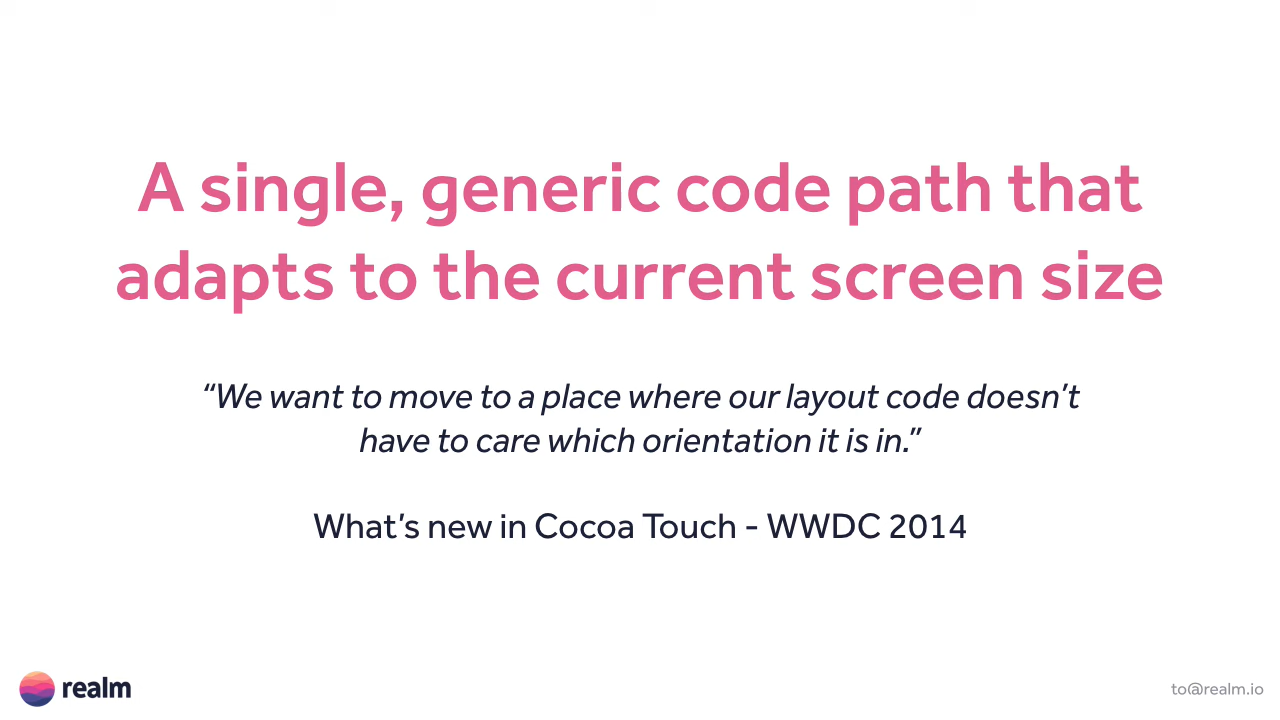 A single, generic code path that
adapts to the current screen size
“We want to move to a place where our layout code doesn’t
have to care which orientation it is in.”
What’s new in Cocoa Touch - WWDC 2014
realm
to@realm.io